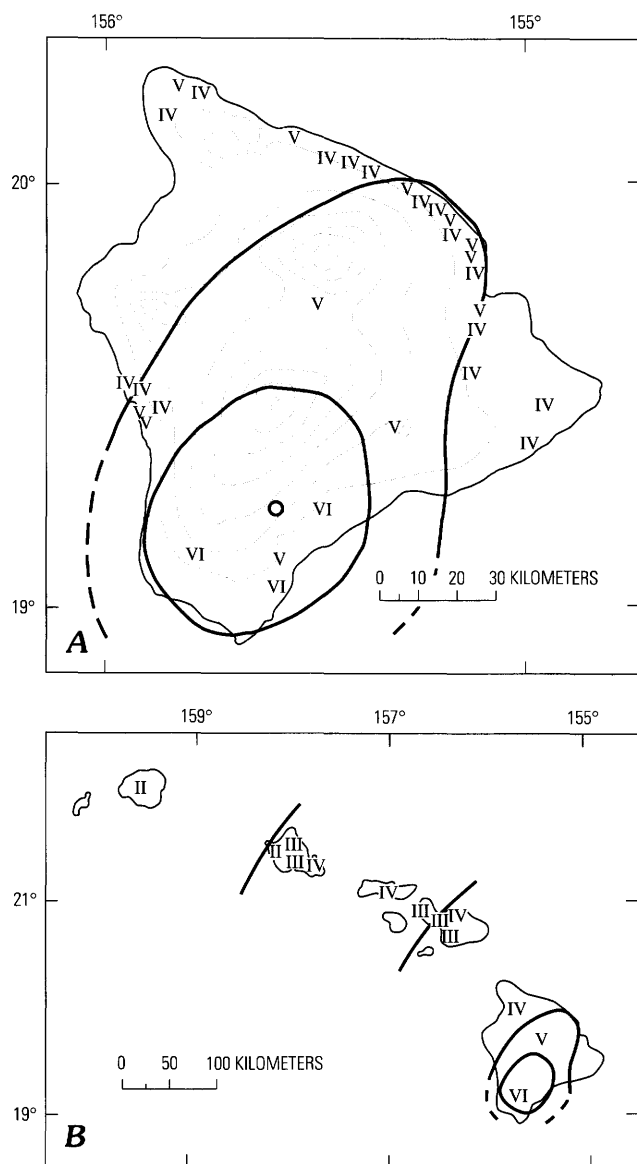 156° 155°
V IV
IV
V
IV IV IV
20°
V
IV IV V
IV
V
V
IV
V
V
IV
IV
IV IV
V IV
V
IV
V
IV
VI
VI
V
VI
0 10 20 30 KILOMETERS
19°
A
159° 157° 155°
II
III
II
III IV
21°
IV
III IV
III
III
IV
V
0 50 100 KILOMETERS
VI
19°
B